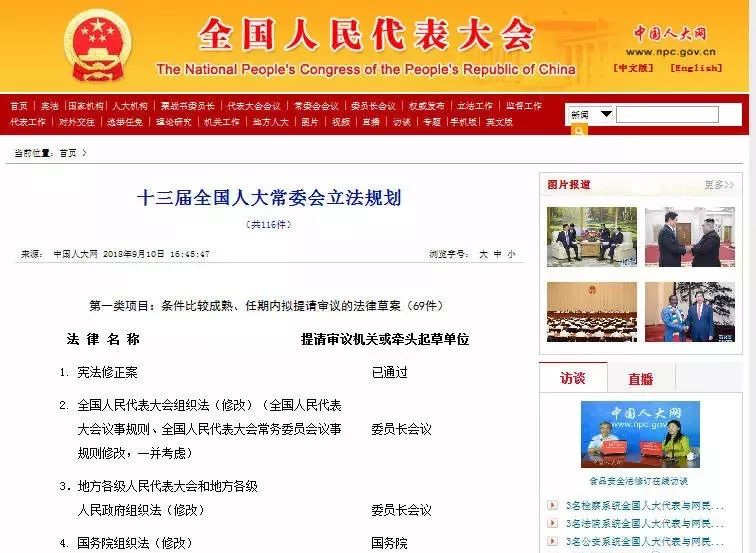 全国人民代表大会
The National People's Congress of the People's Republic of China
中国人大网
www.npc.gov.cn
[中文版] [English]
首页 | 宪法 | 国家机构 | 人大机构 | 栗战书委员长 | 代表大会会议 | 常委会会议 | 委员长会议 | 权威发布 | 立法工作 | 监督工作
代表工作 | 对外交往 | 选举任免 | 理论研究 | 机关工作 | 地方人大 | 图片 | 视频 | 直播 | 访谈 | 专题 | 手机版 | 英文版
新闻
当前位置：首页 >
十三届全国人大常委会立法规划
（共116件）
来源： 中国人大网 2018年9月10日 16:45:47
浏览字号： 大 中 小
第一类项目：条件比较成熟、任期内拟提请审议的法律草案（69件）
法 律 名 称 提请审议机关或牵头起草单位
1. 宪法修正案 已通过
2. 全国人民代表大会组织法（修改）（全国人民代表
大会议事规则、全国人民代表大会常务委员会议事 委员长会议
规则修改，一并考虑）
3. 地方各级人民代表大会和地方各级
人民政府组织法（修改） 委员长会议
4. 国务院组织法（修改） 国务院
图片报道 更多>>
访谈 直播
中国人大网
www.npc.gov.cn
食品安全法修订在线访谈
3名检察系统全国人大代表与网民...
3名法院系统全国人大代表与网民...
3名公安系统全国人大代表与网民...